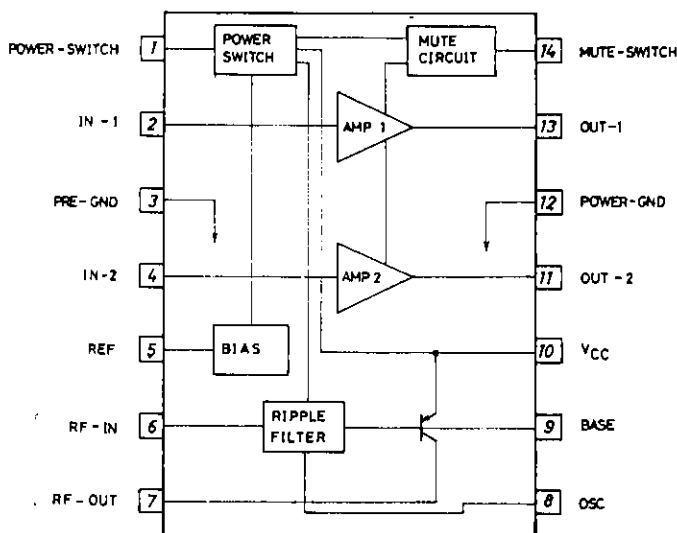 POWER-SWITCH 1 POWER SWITCH MUTE CIRCUIT 14 MUTE-SWITCH
IN-1 2 AMP 1 13 OUT-1
PRE-GND 3 12 POWER-GND
IN-2 4 AMP 2 11 OUT-2
REF 5 BIAS 10 VCC
RF-IN 6 RIPPLE FILTER 9 BASE
RF-OUT 7 8 OSC